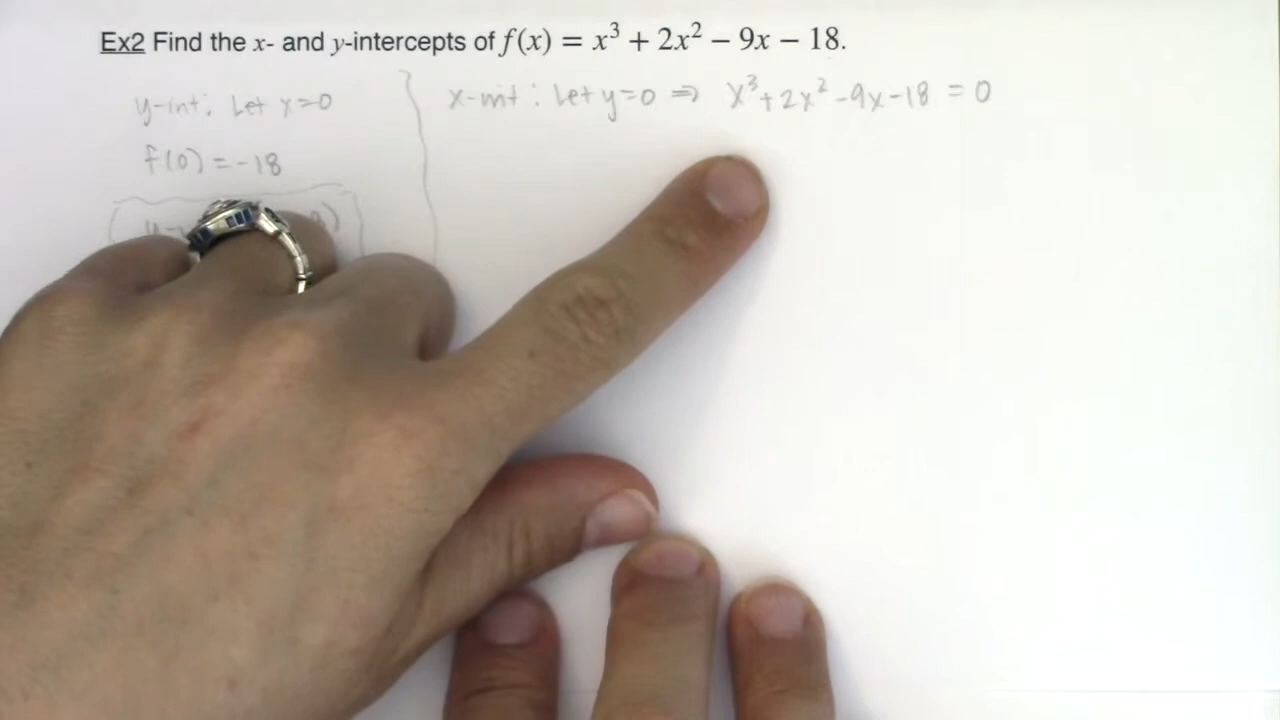 Ex2 Find the x- and y-intercepts of f(x) = x³ + 2x² − 9x − 18.
y-int: Let x=0
f(0) = -18
x-int: Let y=0 ⇒ x³+2x²-9x-18 = 0